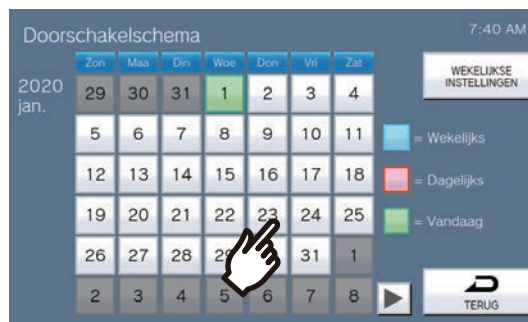 Doorschakelschema
7:40 AM
WEKELIJKSE
INSTELLINGEN
Zon Maa Din Woe Don Vri Zat
2020
jan.
29 30 31 1 2 3 4
5 6 7 8 9 10 11
= Wekelijks
12 13 14 15 16 17 18
= Dagelijks
19 20 21 22 23 24 25
= Vandaag
26 27 28 29 31 1
2 3 4 5 6 7 8
TERUG